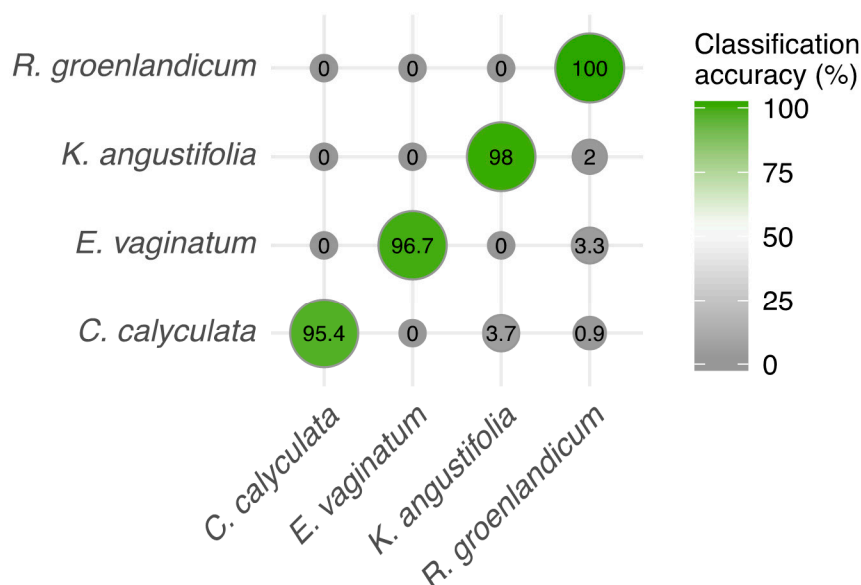 R. groenlandicum 0 0 0 100
K. angustifolia 0 0 98 2
E. vaginatum 0 96.7 0 3.3
C. calyculata 95.4 0 3.7 0.9
C. calyculata
E. vaginatum
K. angustifolia
R. groenlandicum
Classification
accuracy (%)
100
75
50
25
0